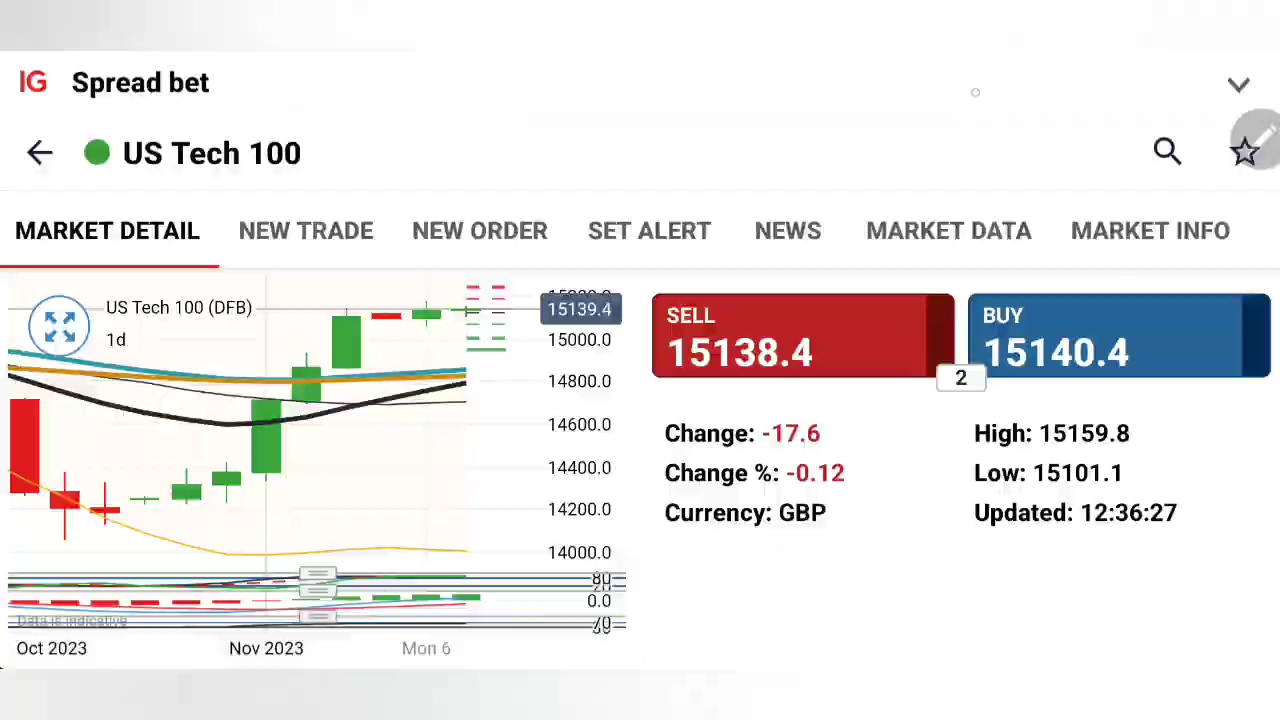 IG Spread bet
US Tech 100
MARKET DETAIL NEW TRADE NEW ORDER SET ALERT NEWS MARKET DATA MARKET INFO
US Tech 100 (DFB)
1d
15139.4
15000.0
14800.0
14600.0
14400.0
14200.0
14000.0
80
0.0
Data is indicative
Oct 2023 Nov 2023 Mon 6
SELL
15138.4
BUY
15140.4
2
Change: -17.6
Change %: -0.12
Currency: GBP
High: 15159.8
Low: 15101.1
Updated: 12:36:27